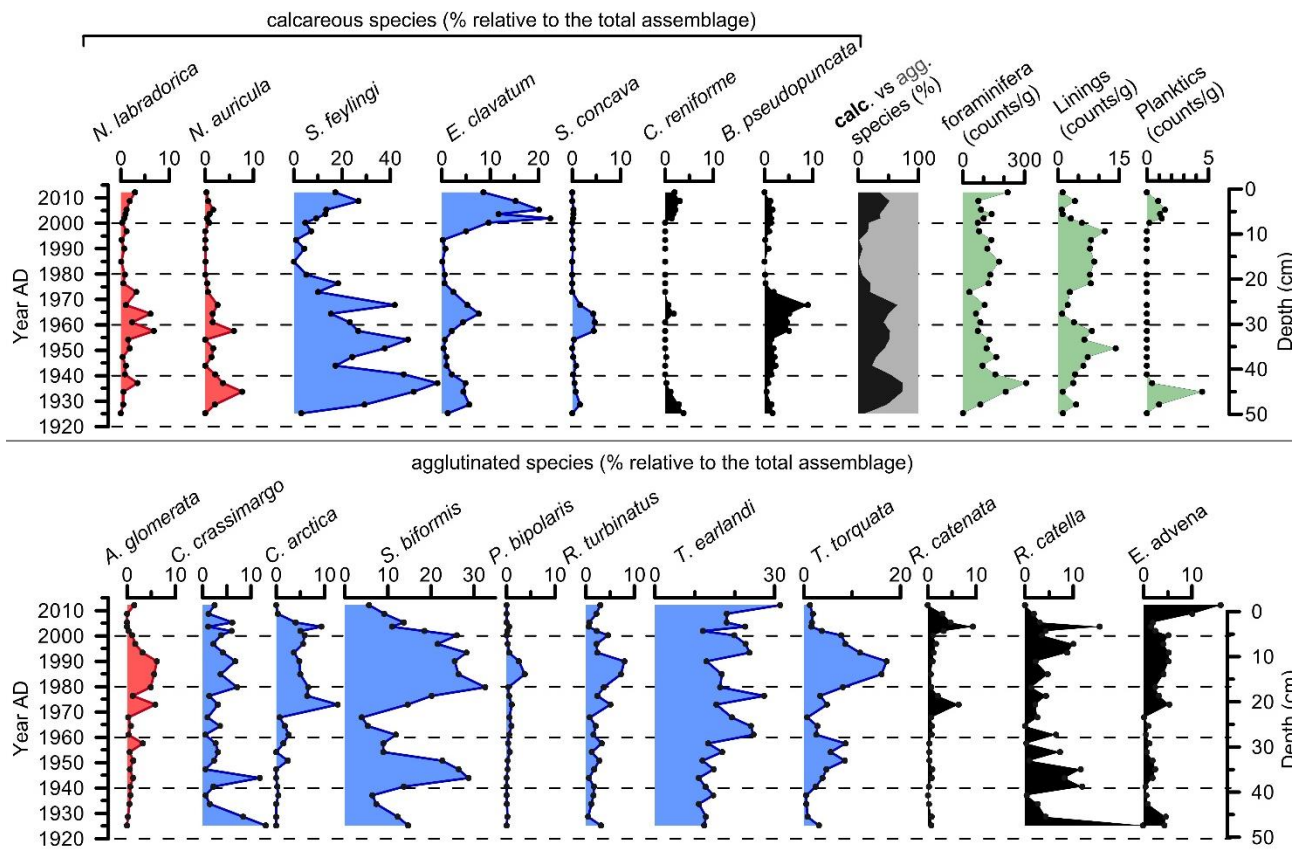 calcareous species (% relative to the total assemblage)
N. labradorica
N. auricula
S. feylingi
E. clavatum
S. concava
C. reniforme
B. pseudopuncata
calc. vs agg.
species (%)
foraminifera
(counts/g)
Linings
(counts/g)
Planktics
(counts/g)
0 10 0 10 0 20 40 0 10 20 0 10 0 10 0 10 0 100 0 300 0 15 0 5
Year AD
2010
2000
1990
1980
1970
1960
1950
1940
1930
1920
Depth (cm)
0
10
20
30
40
50
agglutinated species (% relative to the total assemblage)
A. glomerata
C. crassimargo
C. arctica
S. biformis
P. bipolaris
R. turbinatus
T. earlandi
T. torquata
R. catenata
R. catella
E. advena
0 10 0 10 0 10 0 10 20 30 0 10 0 10 0 30 0 20 0 10 0 10 0 10
Year AD
2010
2000
1990
1980
1970
1960
1950
1940
1930
1920
Depth (cm)
0
10
20
30
40
50